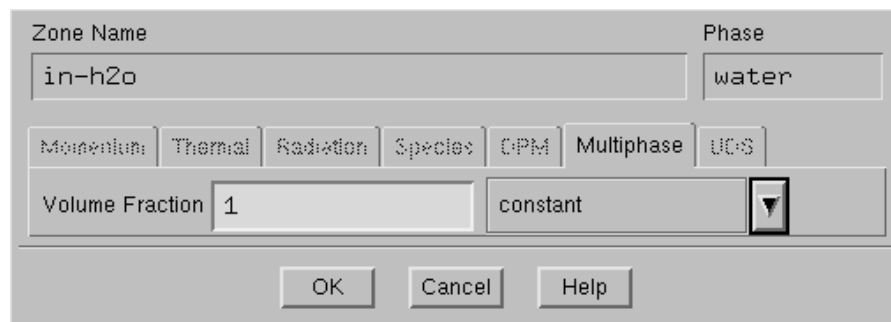 Zone Name Phase
in-h2o water
Momentum Thermal Radiation Species DPM Multiphase UDS
Volume Fraction 1 constant
OK Cancel Help